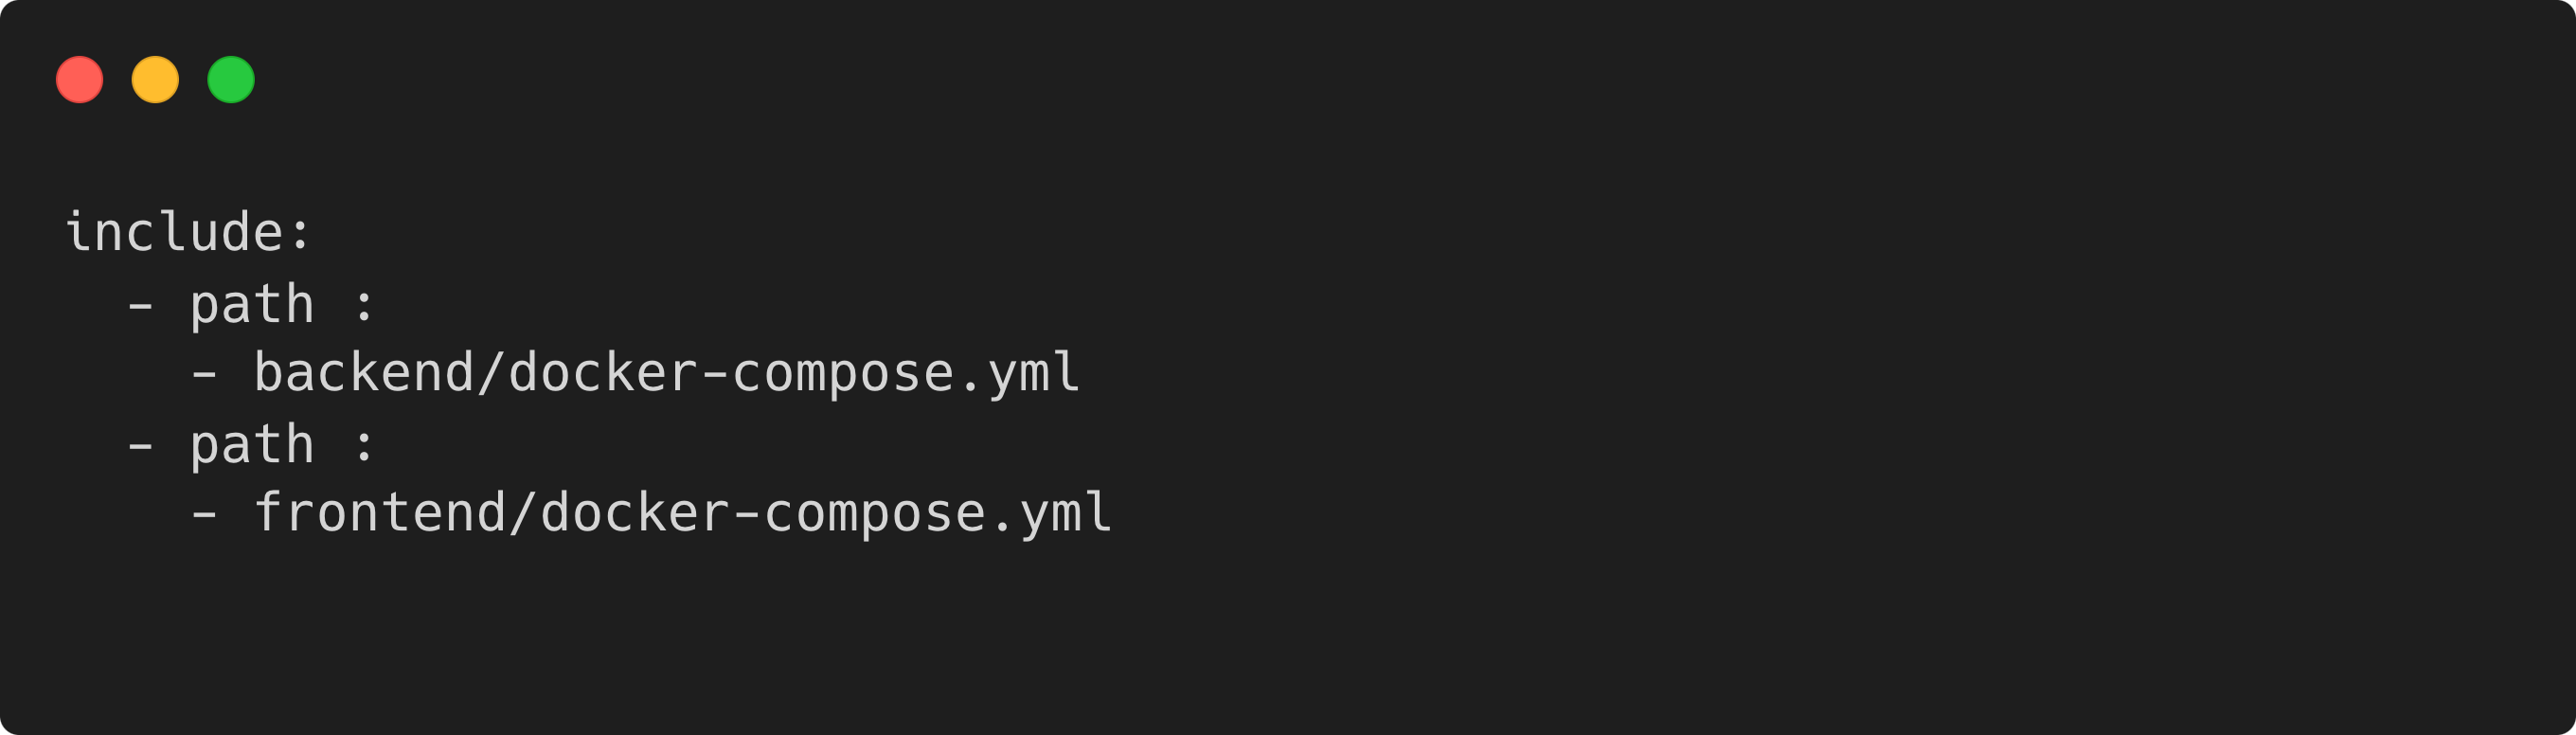 include:
  - path :
    - backend/docker-compose.yml
  - path :
    - frontend/docker-compose.yml